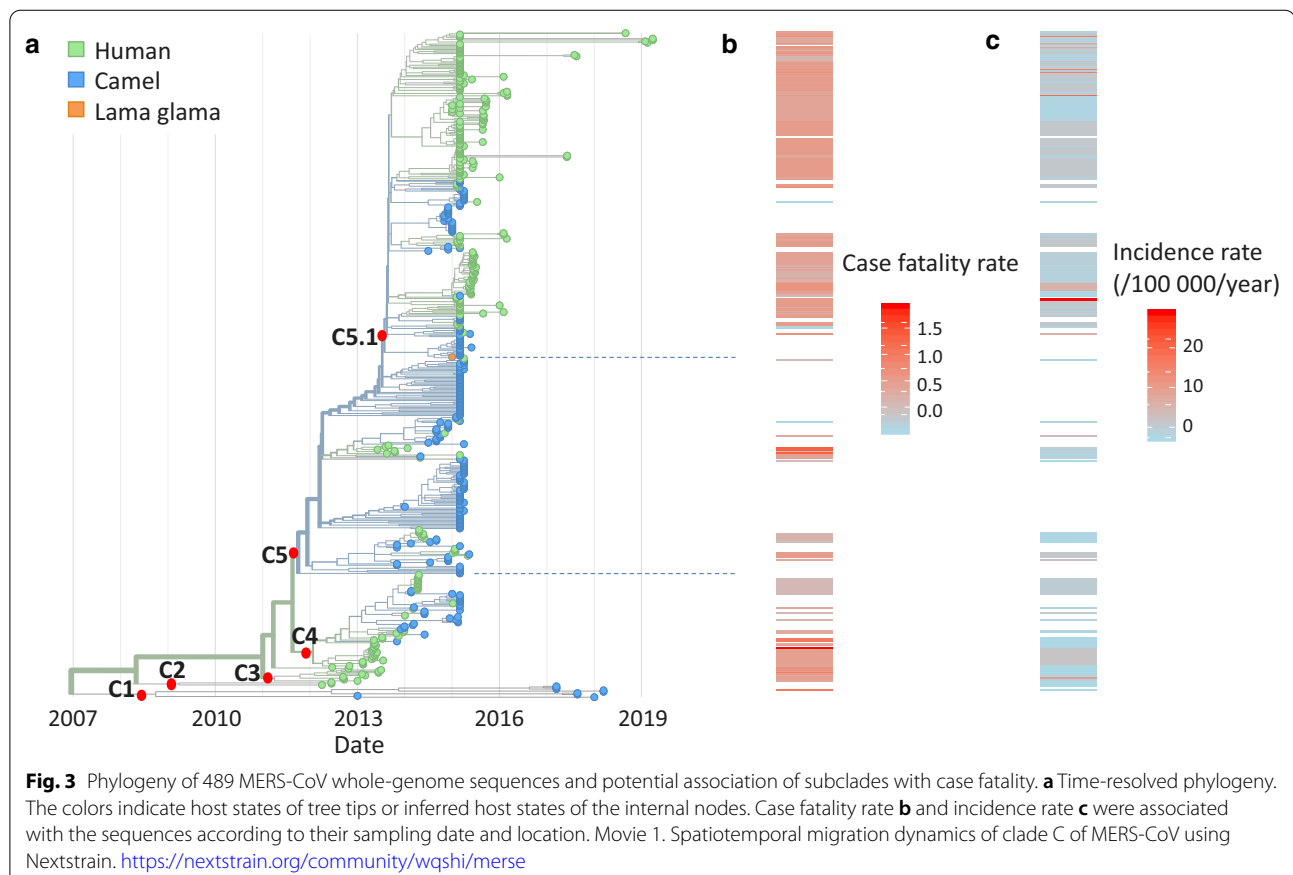 a
Human
Camel
Lama glama
C5.1
C5
C4
C3
C2
C1
2007 2010 2013 2016 2019
Date
b
Case fatality rate
1.5
1.0
0.5
0.0
c
Incidence rate
(/100 000/year)
20
10
0
Fig. 3 Phylogeny of 489 MERS-CoV whole-genome sequences and potential association of subclades with case fatality. a Time-resolved phylogeny.
The colors indicate host states of tree tips or inferred host states of the internal nodes. Case fatality rate b and incidence rate c were associated
with the sequences according to their sampling date and location. Movie 1. Spatiotemporal migration dynamics of clade C of MERS-CoV using
Nextstrain. https://nextstrain.org/community/wqshi/merse